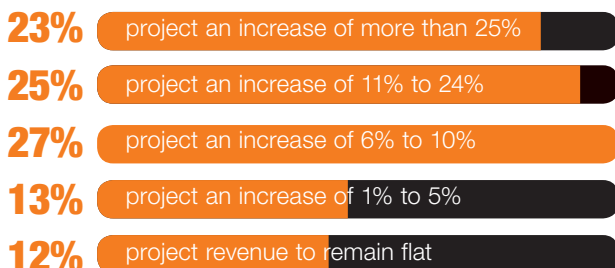 23% project an increase of more than 25%
25% project an increase of 11% to 24%
27% project an increase of 6% to 10%
13% project an increase of 1% to 5%
12% project revenue to remain flat